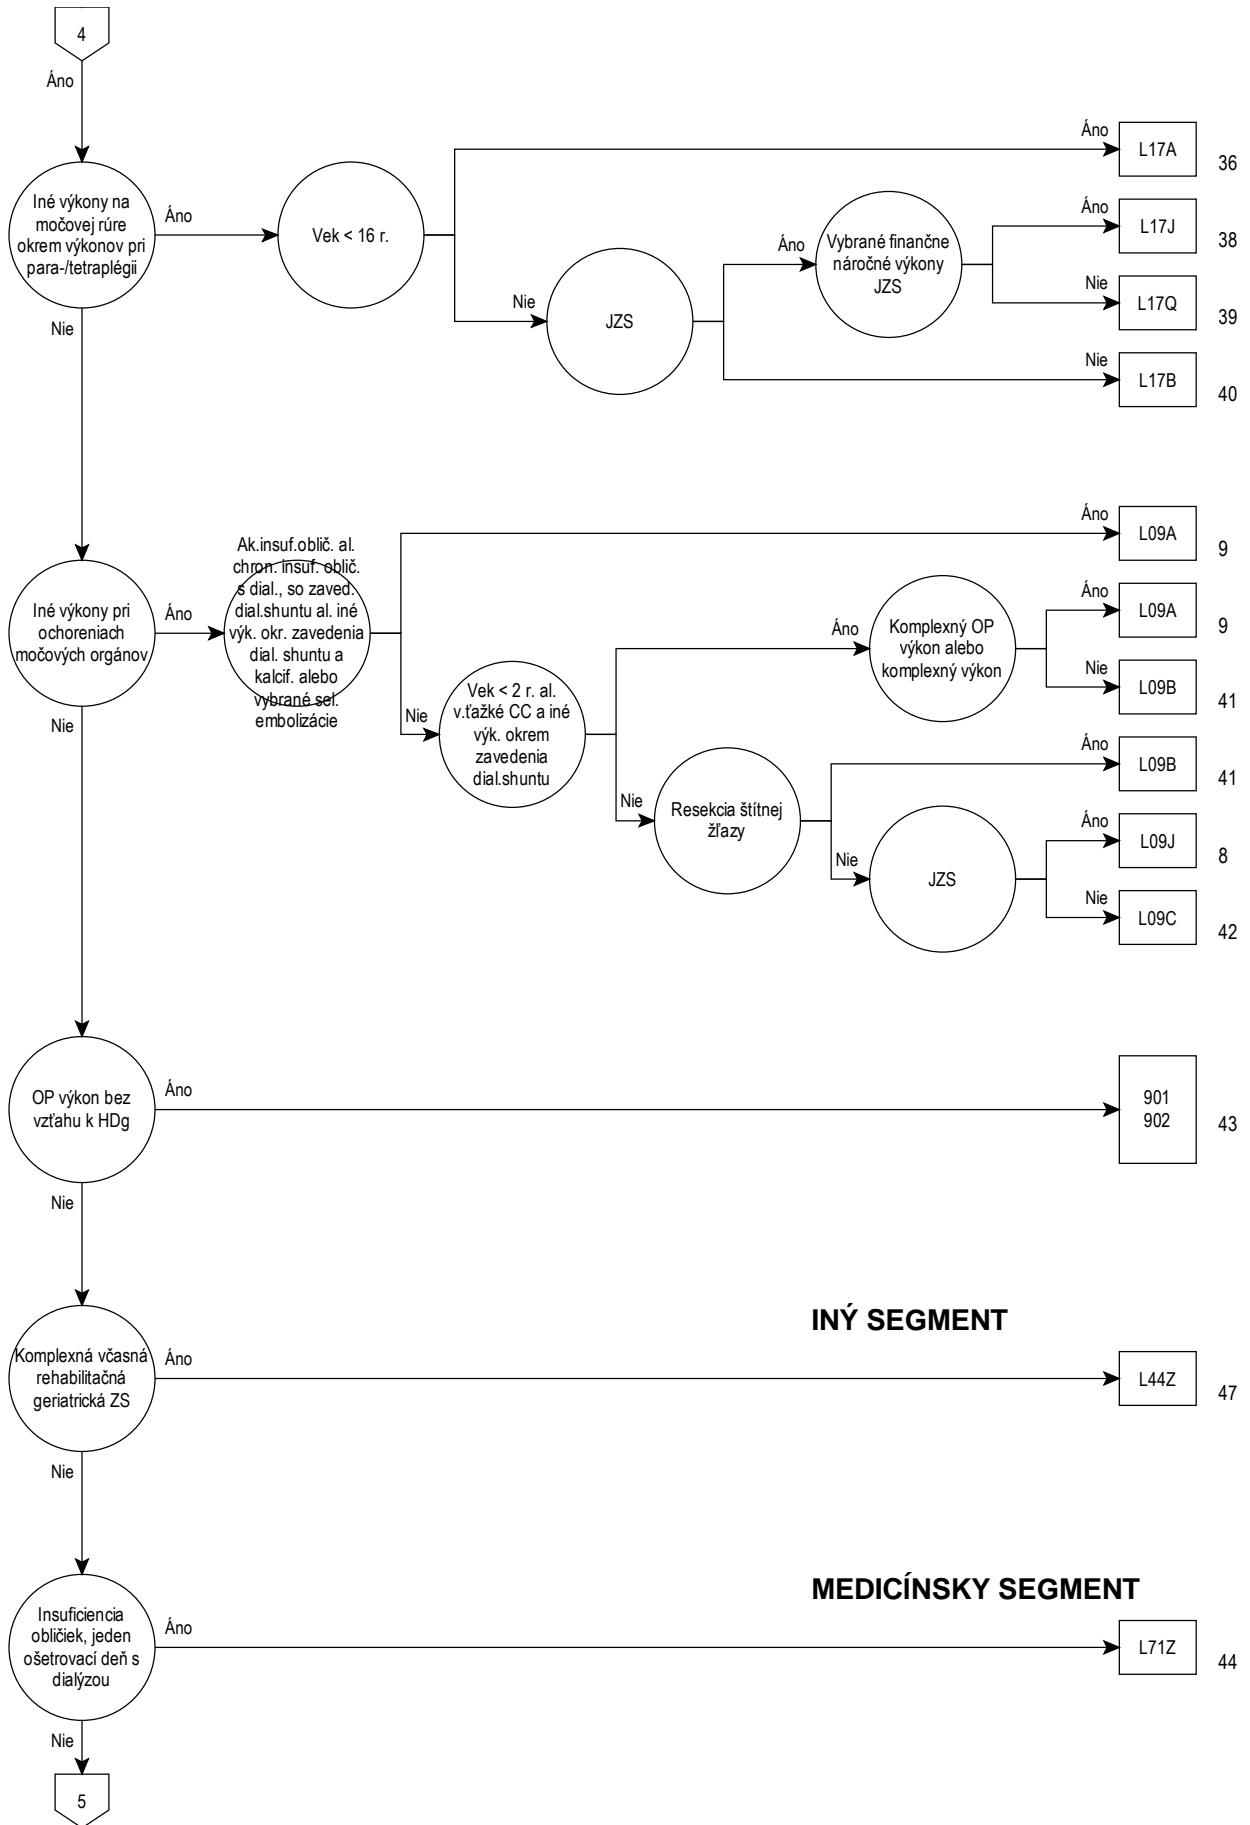 4
Áno
Iné výkony na
močovej rúre
okrem výkonov pri
para-/tetraplégii
Áno
Vek < 16 r.
Áno
L17A
36
Nie
JZS
Áno
Vybrané finančne
náročné výkony
JZS
Áno
L17J
38
Nie
L17Q
39
Nie
L17B
40
Nie
Iné výkony pri
ochoreniach
močových orgánov
Áno
Ak.insuf.oblič. al.
chron. insuf. oblič.
s dial., so zaved.
dial.shuntu al. iné
výk. okr. zavedenia
dial. shuntu a
kalcif. alebo
vybrané sel.
embolizácie
Áno
L09A
9
Nie
Vek < 2 r. al.
v.ťažké CC a iné
výk. okrem
zavedenia
dial.shuntu
Áno
Komplexný OP
výkon alebo
komplexný výkon
Áno
L09A
9
Nie
L09B
41
Nie
Resekcia štítnej
žľazy
Áno
L09B
41
Nie
JZS
Áno
L09J
8
Nie
L09C
42
Nie
OP výkon bez
vzťahu k HDg
Áno
901
902
43
Nie
INÝ SEGMENT
Komplexná včasná
rehabilitačná
geriatrická ZS
Áno
L44Z
47
Nie
MEDICÍNSKY SEGMENT
Insuficiencia
obličiek, jeden
ošetrovací deň s
dialýzou
Áno
L71Z
44
Nie
5